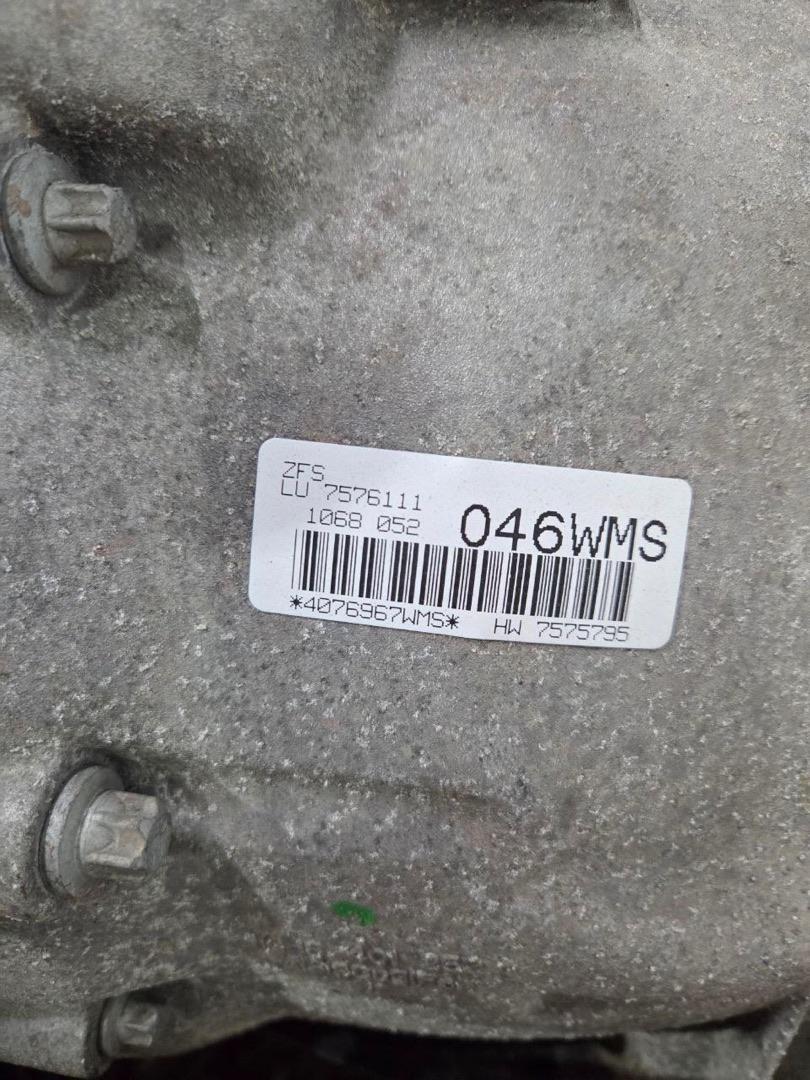 ZFS
LU 7576111
1068 052 046WMS
*4076967WMS* HW 7575795